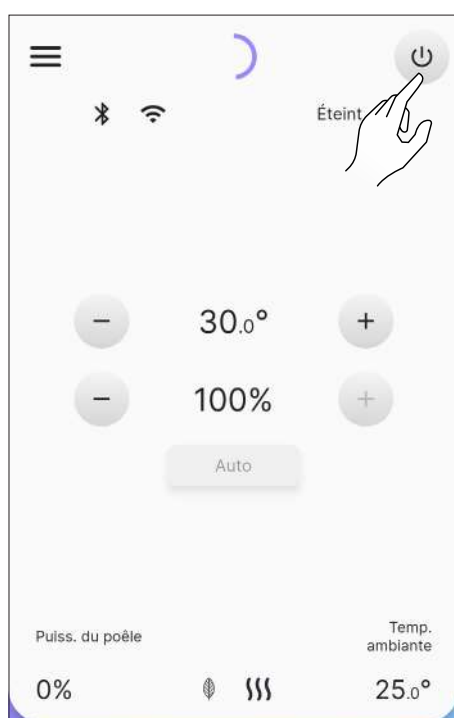 Éteint
− 30.0° +
− 100% +
Auto
Puiss. du poêle
Temp.
ambiante
0%
25.0°